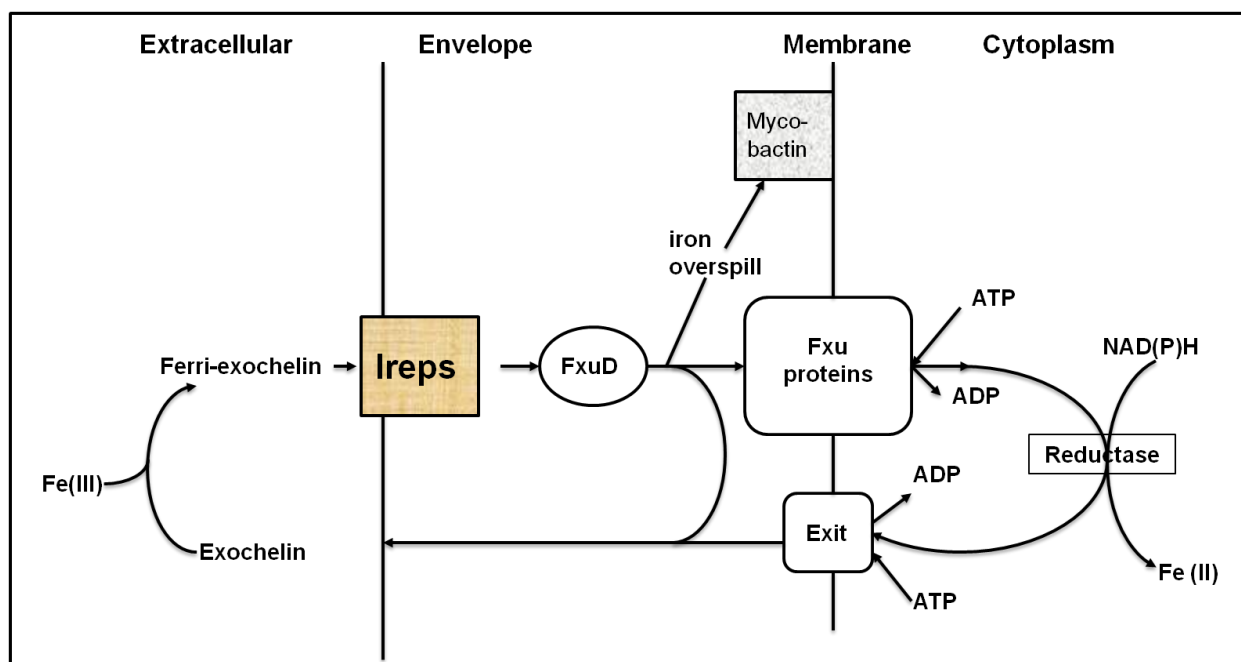 Extracellular
Envelope
Membrane
Cytoplasm
Myco-
bactin
iron
overspill
ATP
Ferri-exochelin
Ireps
FxuD
Fxu
proteins
NAD(P)H
ADP
Reductase
Fe(III)
ADP
Exochelin
Exit
Fe (II)
ATP